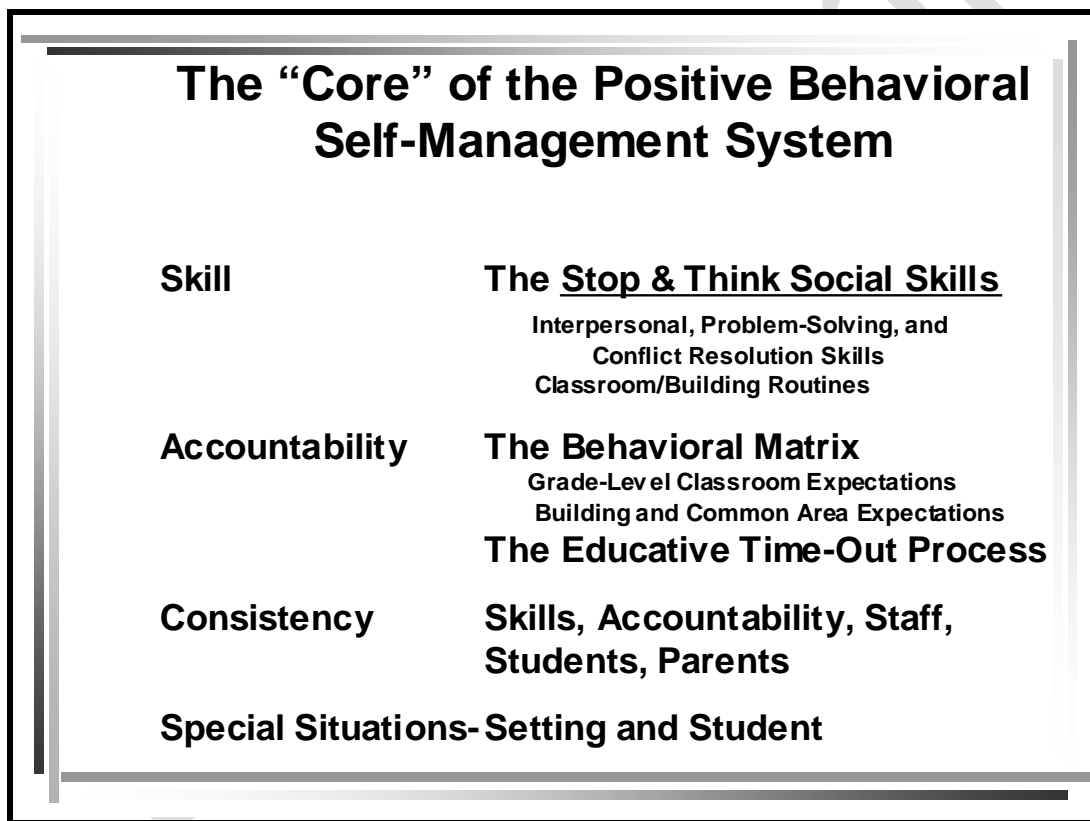 The “Core” of the Positive Behavioral
Self-Management System
Skill The Stop & Think Social Skills
Interpersonal, Problem-Solving, and
Conflict Resolution Skills
Classroom/Building Routines
Accountability The Behavioral Matrix
Grade-Level Classroom Expectations
Building and Common Area Expectations
The Educative Time-Out Process
Consistency Skills, Accountability, Staff,
Students, Parents
Special Situations- Setting and Student